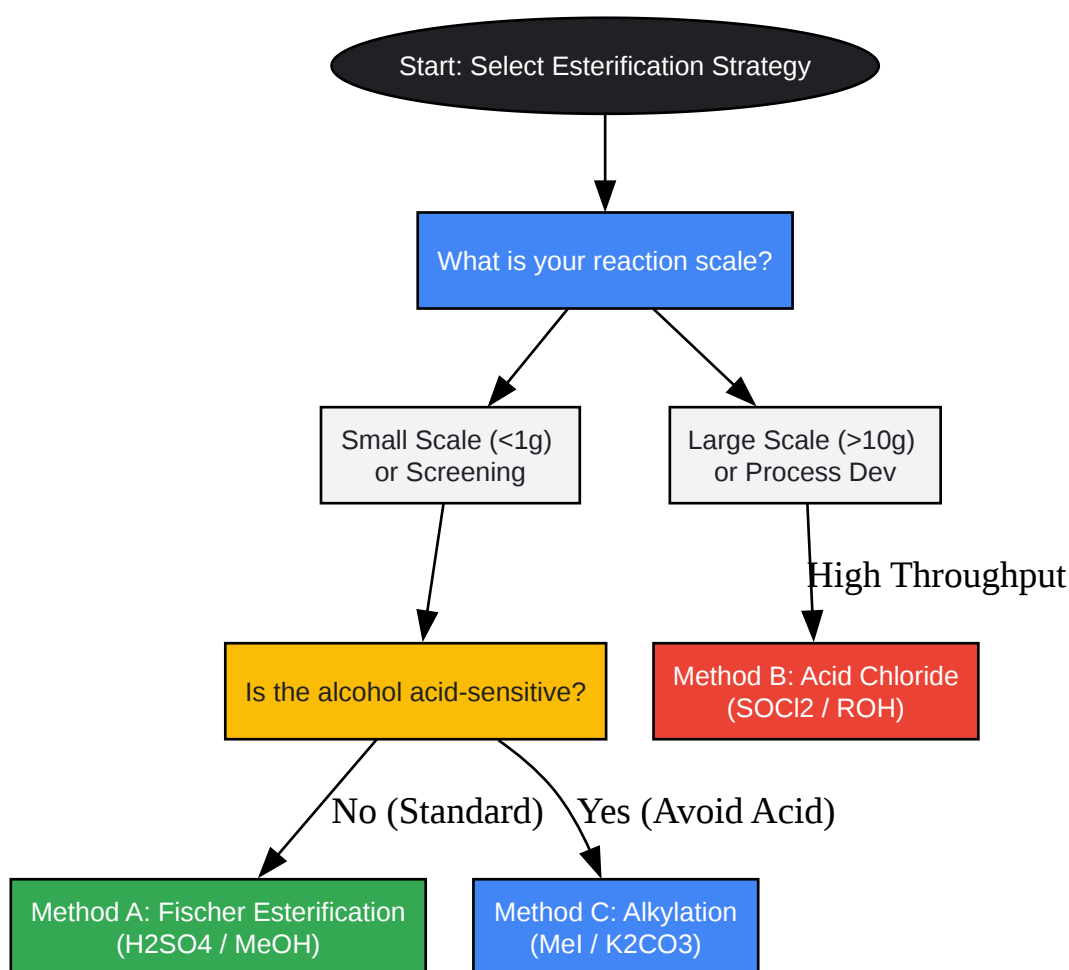 Start: Select Esterification Strategy
What is your reaction scale?
Small Scale (<1g)
or Screening
Large Scale (>10g)
or Process Dev
High Throughput
Is the alcohol acid-sensitive?
Method B: Acid Chloride
(SOCl2 / ROH)
No (Standard)
Yes (Avoid Acid)
Method A: Fischer Esterification
(H2SO4 / MeOH)
Method C: Alkylation
(MeI / K2CO3)